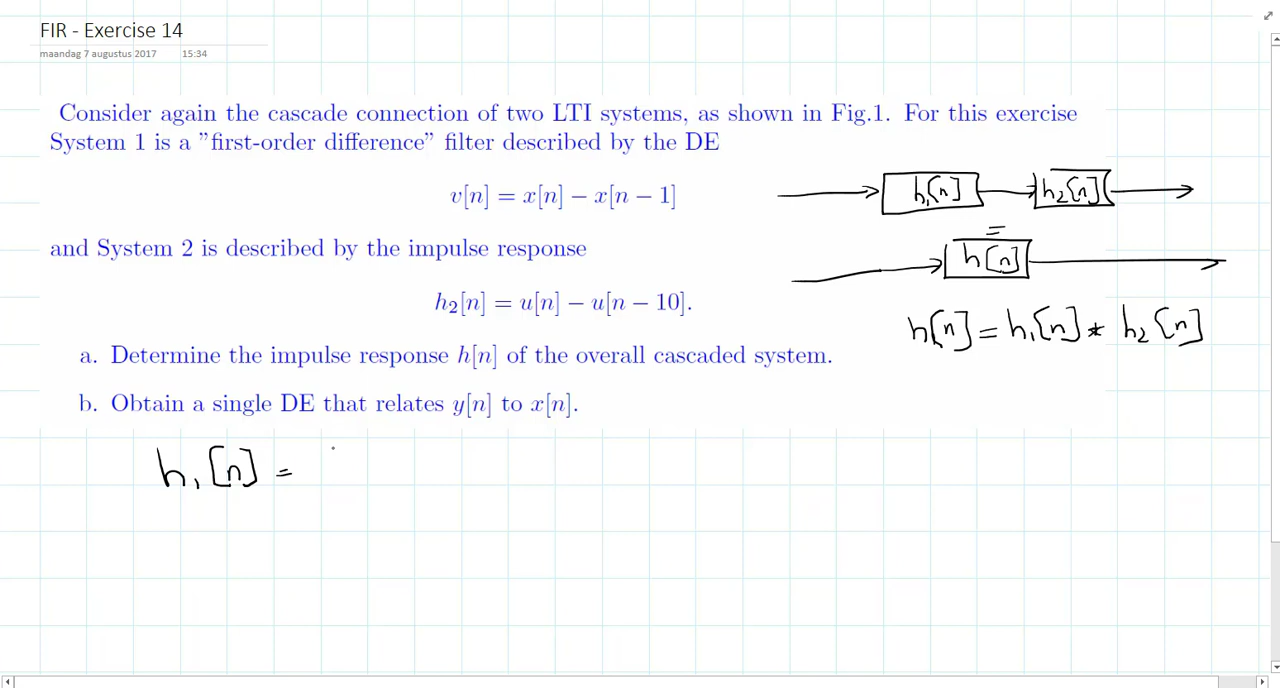 FIR - Exercise 14
maandag 7 augustus 2017 15:34
Consider again the cascade connection of two LTI systems, as shown in Fig.1. For this exercise
System 1 is a ”first-order difference” filter described by the DE
v[n] = x[n] − x[n − 1]
h₁[n] h₂[n]
and System 2 is described by the impulse response
=
h[n]
h₂[n] = u[n] − u[n − 10].
h[n] = h₁[n] * h₂[n]
a. Determine the impulse response h[n] of the overall cascaded system.
b. Obtain a single DE that relates y[n] to x[n].
h₁[n] =